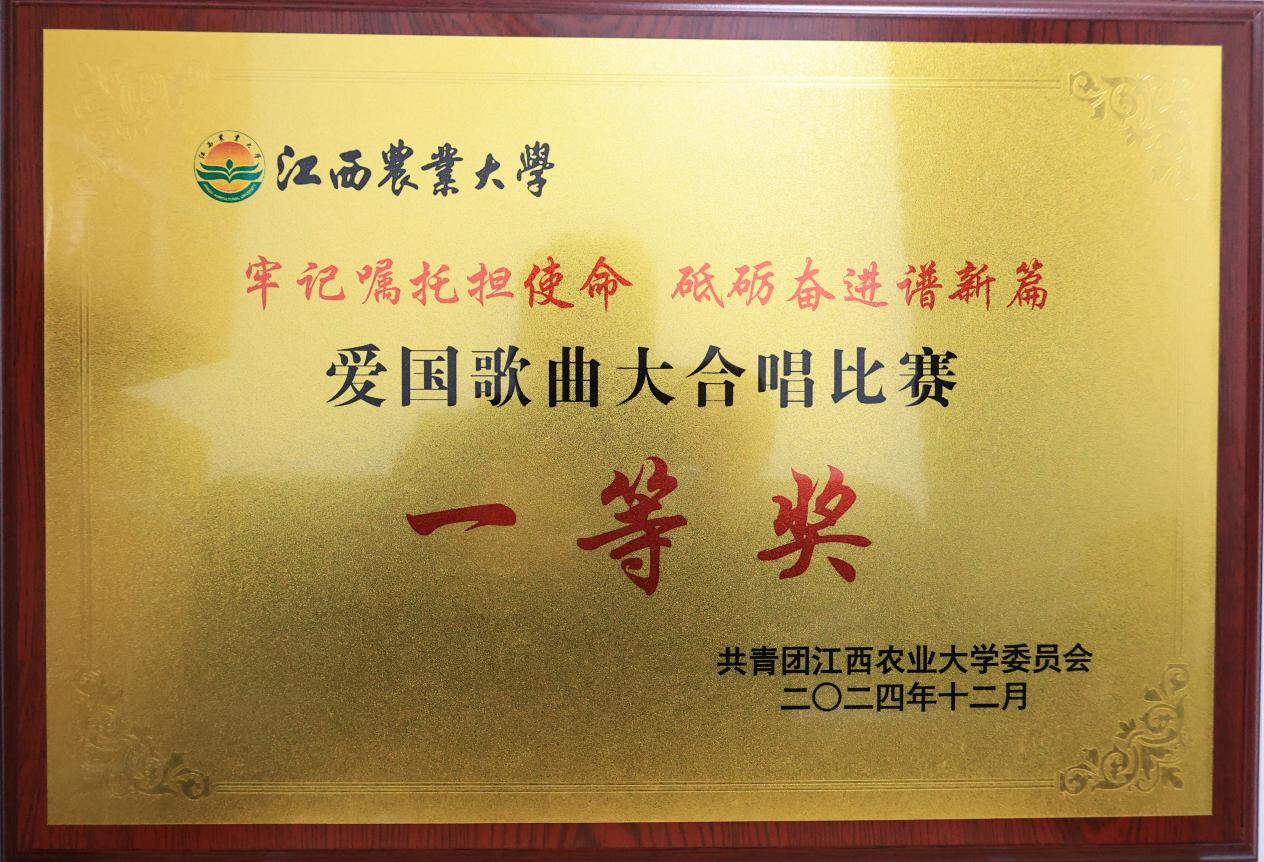 江西農業大學
牢记嘱托担使命 砥砺奋进谱新篇
爱国歌曲大合唱比赛
一等奖
共青团江西农业大学委员会
二〇二四年十二月